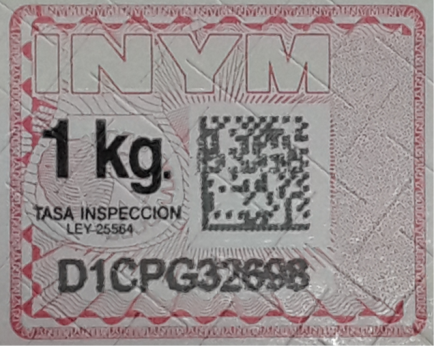 INYM
1 kg.
TASA INSPECCION
LEY 25564
D1CPG32698